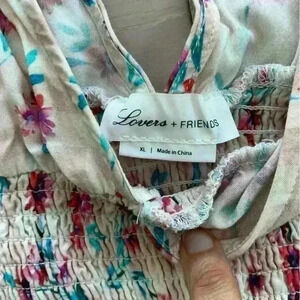 Lovers + FRIENDS
XL | Made in China